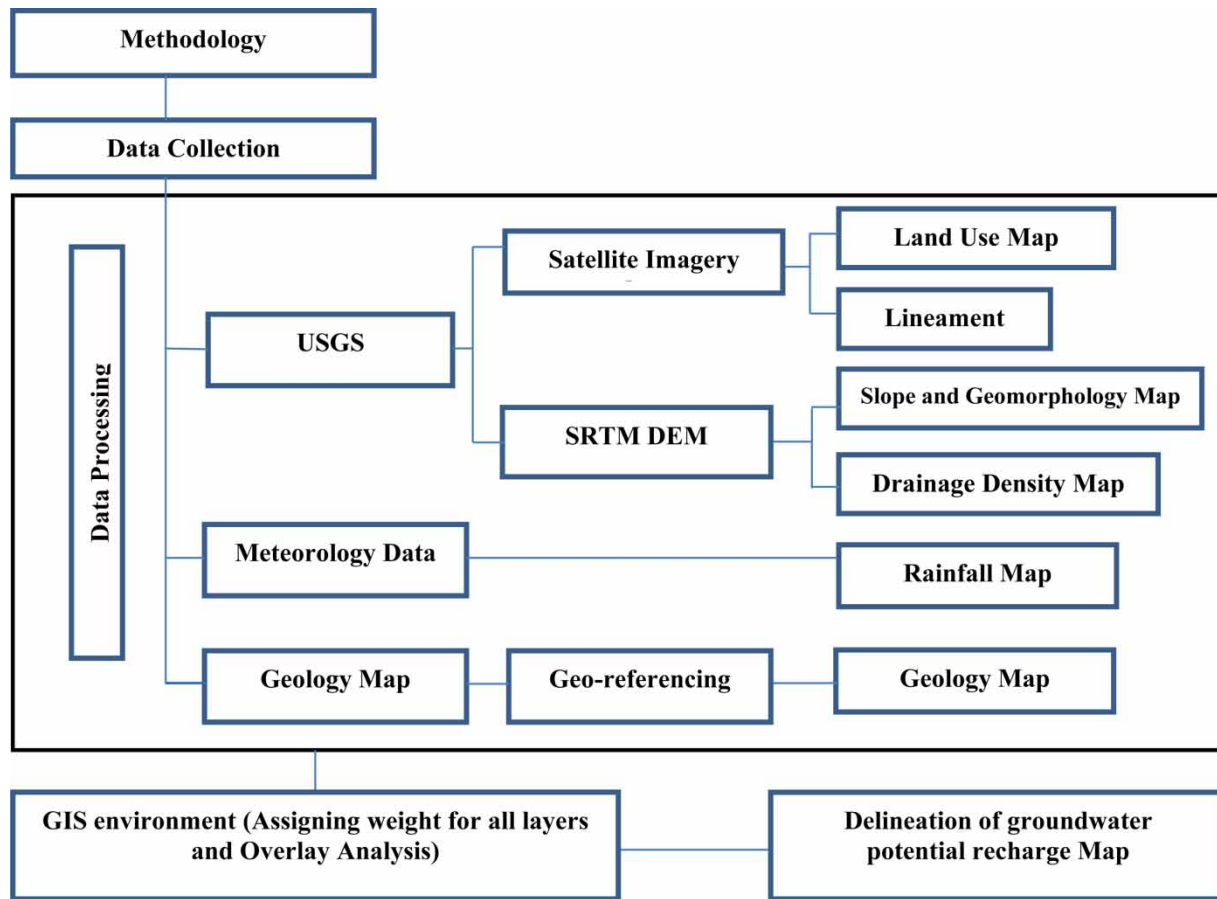 Methodology
Data Collection
Data Processing
USGS
Satellite Imagery
Land Use Map
Lineament
SRTM DEM
Slope and Geomorphology Map
Drainage Density Map
Meteorology Data
Rainfall Map
Geology Map
Geo-referencing
Geology Map
GIS environment (Assigning weight for all layers
and Overlay Analysis)
Delineation of groundwater
potential recharge Map